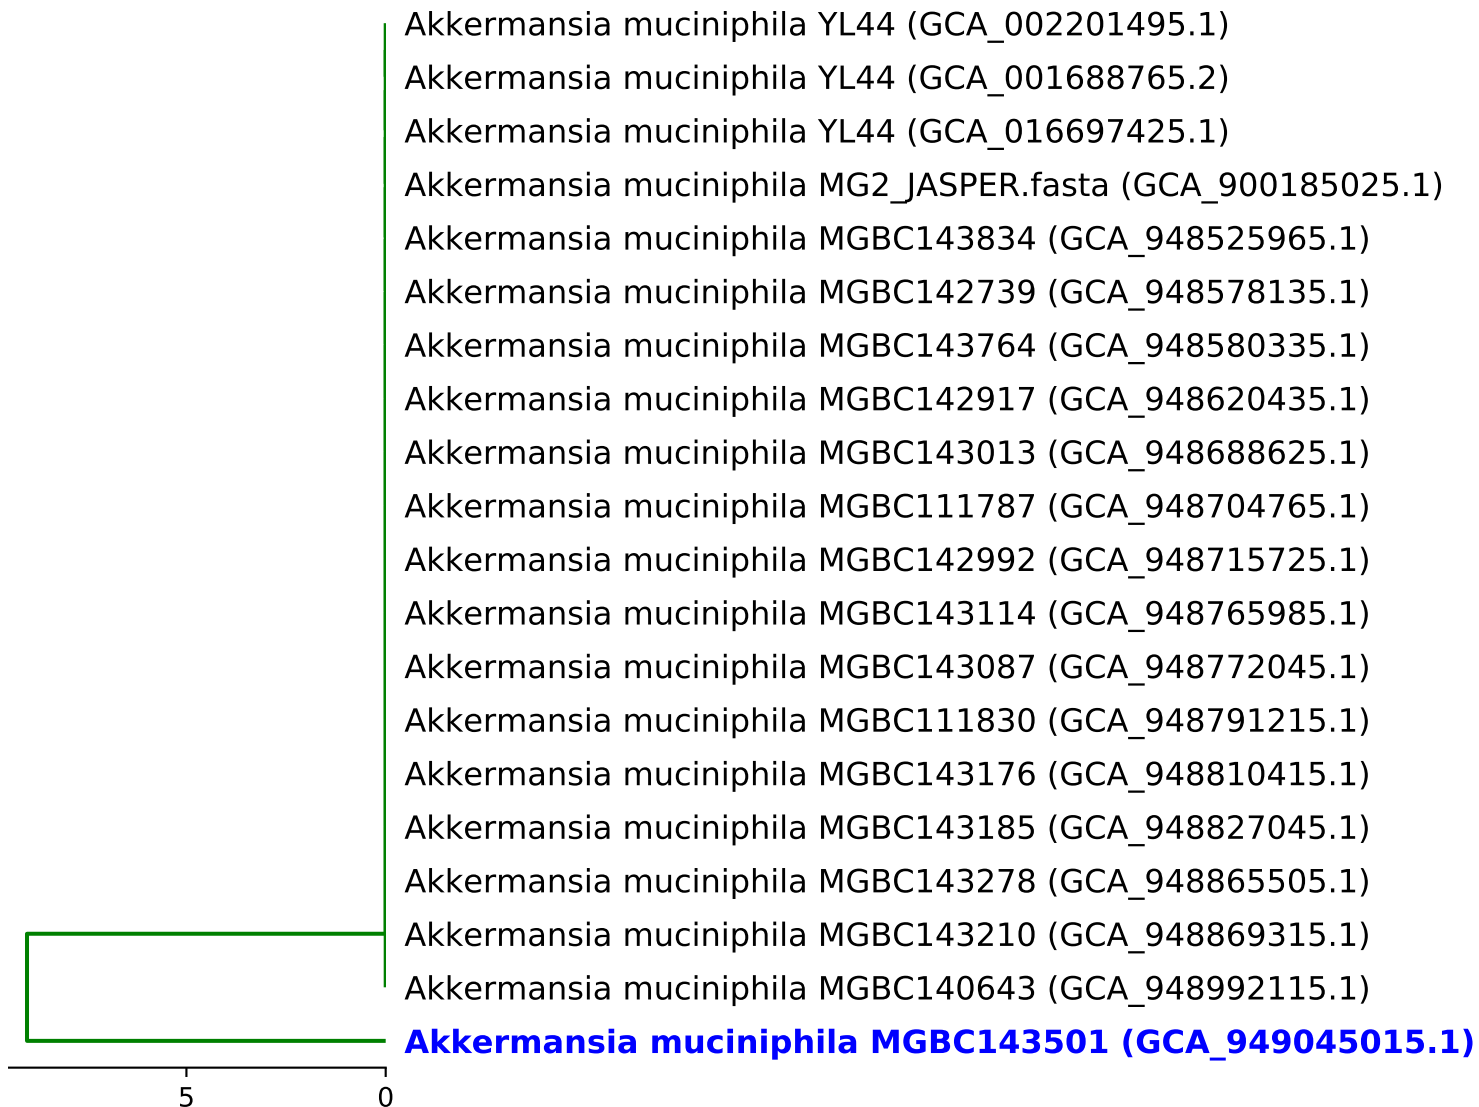 Akkermansia muciniphila YL44 (GCA_002201495.1)
Akkermansia muciniphila YL44 (GCA_001688765.2)
Akkermansia muciniphila YL44 (GCA_016697425.1)
Akkermansia muciniphila MG2_JASPER.fasta (GCA_900185025.1)
Akkermansia muciniphila MGBC143834 (GCA_948525965.1)
Akkermansia muciniphila MGBC142739 (GCA_948578135.1)
Akkermansia muciniphila MGBC143764 (GCA_948580335.1)
Akkermansia muciniphila MGBC142917 (GCA_948620435.1)
Akkermansia muciniphila MGBC143013 (GCA_948688625.1)
Akkermansia muciniphila MGBC111787 (GCA_948704765.1)
Akkermansia muciniphila MGBC142992 (GCA_948715725.1)
Akkermansia muciniphila MGBC143114 (GCA_948765985.1)
Akkermansia muciniphila MGBC143087 (GCA_948772045.1)
Akkermansia muciniphila MGBC111830 (GCA_948791215.1)
Akkermansia muciniphila MGBC143176 (GCA_948810415.1)
Akkermansia muciniphila MGBC143185 (GCA_948827045.1)
Akkermansia muciniphila MGBC143278 (GCA_948865505.1)
Akkermansia muciniphila MGBC143210 (GCA_948869315.1)
Akkermansia muciniphila MGBC140643 (GCA_948992115.1)
Akkermansia muciniphila MGBC143501 (GCA_949045015.1)
5 0